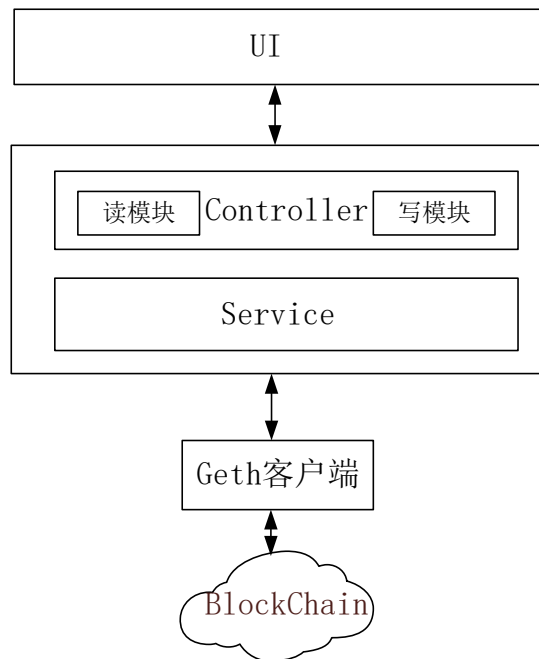 UI
读模块 Controller 写模块
Service
Geth客户端
BlockChain